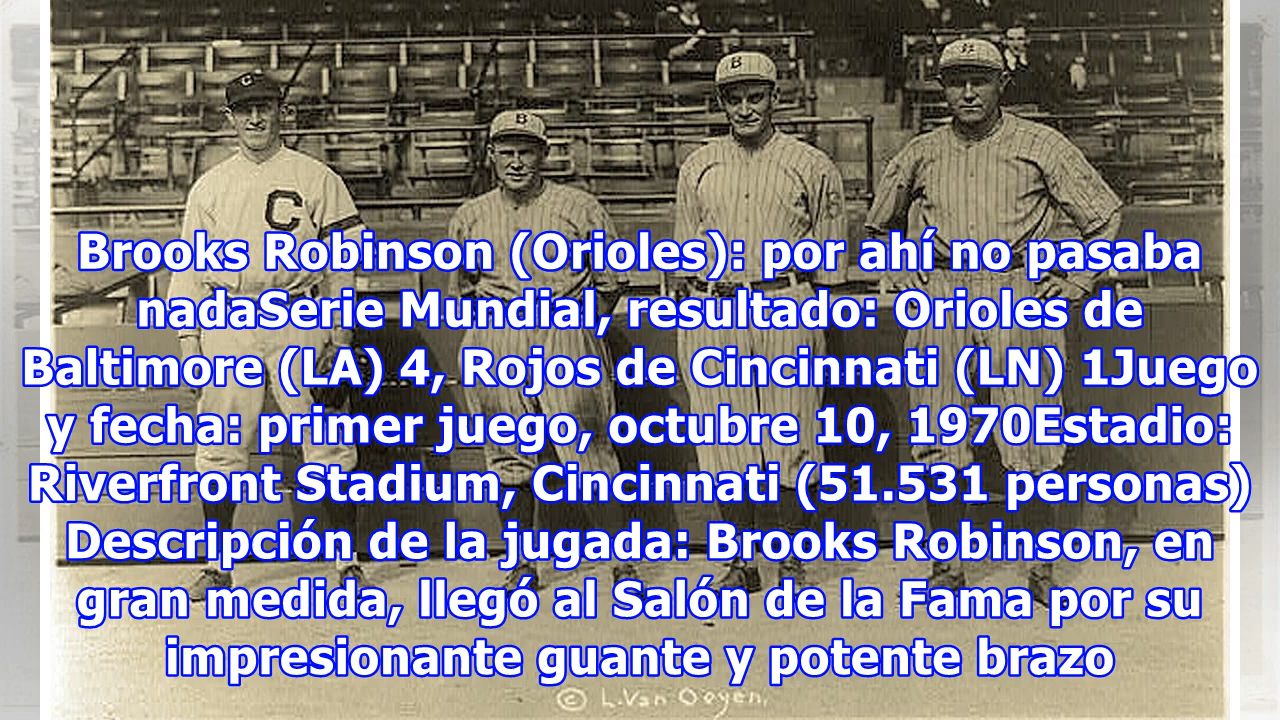 C
B
B
C
Brooks Robinson (Orioles): por ahí no pasaba
nadaSerie Mundial, resultado: Orioles de
Baltimore (LA) 4, Rojos de Cincinnati (LN) 1Juego
y fecha: primer juego, octubre 10, 1970Estadio:
Riverfront Stadium, Cincinnati (51.531 personas)
Descripción de la jugada: Brooks Robinson, en
gran medida, llegó al Salón de la Fama por su
impresionante guante y potente brazo
© L.Van Oeyen.